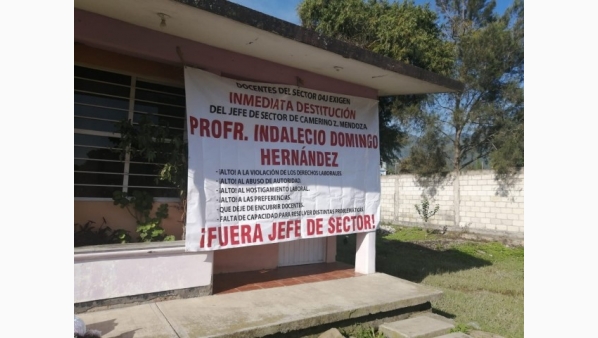 DOCENTES DEL SECTOR 04J EXIGEN
INMEDIATA DESTITUCIÓN
DEL JEFE DE SECTOR DE CAMERINO Z. MENDOZA
PROFR. INDALECIO DOMINGO
HERNÁNDEZ
- ¡ALTO! A LA VIOLACIÓN DE LOS DERECHOS LABORALES.
- ¡ALTO! AL ABUSO DE AUTORIDAD.
- ¡ALTO! AL HOSTIGAMIENTO LABORAL.
- ¡ALTO! A LAS PREFERENCIAS.
- QUE DEJE DE ENCUBRIR DOCENTES.
- FALTA DE CAPACIDAD PARA RESOLVER DISTINTAS PROBLEMÁTICAS.
¡FUERA JEFE DE SECTOR!